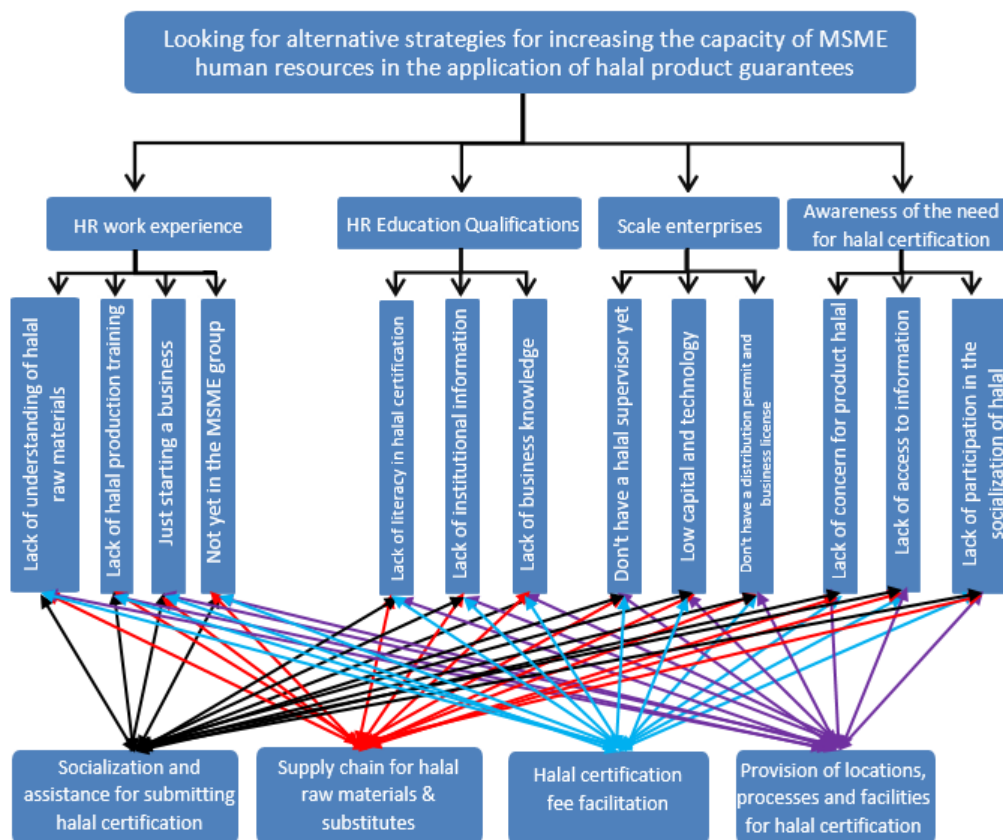 Looking for alternative strategies for increasing the capacity of MSME
human resources in the application of halal product guarantees
HR work experience
HR Education Qualifications
Scale enterprises
Awareness of the need
for halal certification
Lack of understanding of halal
raw materials
Lack of halal production training
Just starting a business
Not yet in the MSME group
Lack of literacy in halal certification
Lack of institutional information
Lack of business knowledge
Don't have a halal supervisor yet
Low capital and technology
Don't have a distribution permit and
business license
Lack of concern for product halal
Lack of access to information
Lack of participation in the
socialization of halal
Socialization and
assistance for submitting
halal certification
Supply chain for halal
raw materials &
substitutes
Halal certification
fee facilitation
Provision of locations,
processes and facilities
for halal certification